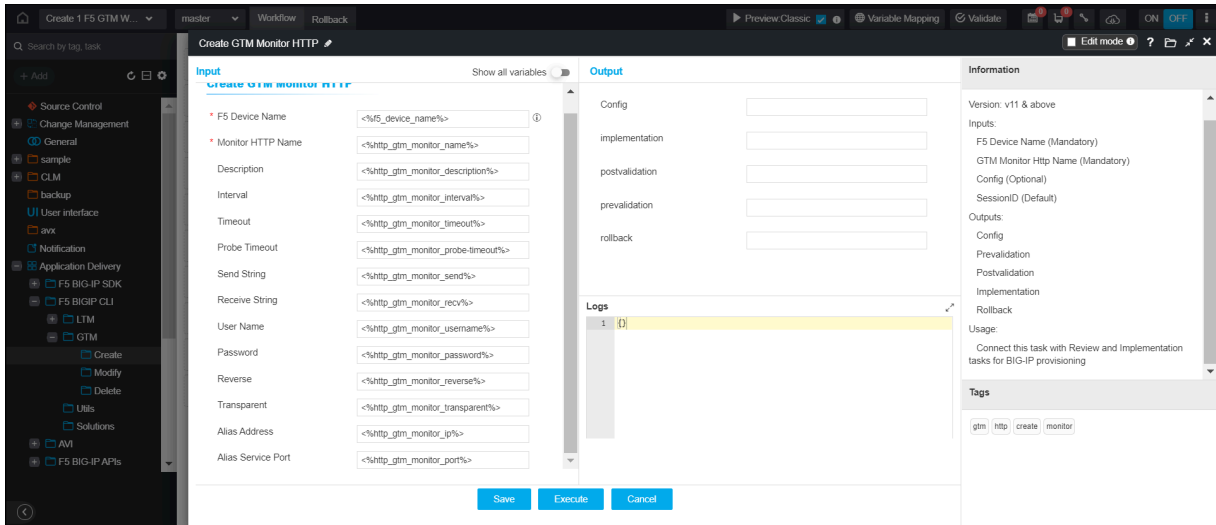 Create 1 F5 GTM W...
master
Workflow
Rollback
Preview:Classic
Variable Mapping
Validate
0
0
ON OFF
Search by tag, task
Create GTM Monitor HTTP
Edit mode
?
+ Add
Source Control
Change Management
General
sample
CLM
backup
UI User interface
avx
Notification
Application Delivery
F5 BIG-IP SDK
F5 BIGIP CLI
LTM
GTM
Create
Modify
Delete
Utils
Solutions
AVI
F5 BIG-IP APIs
Input
Show all variables
Create GTM Monitor HTTP
* F5 Device Name
<%f5_device_name%>
* Monitor HTTP Name
<%http_gtm_monitor_name%>
Description
<%http_gtm_monitor_description%>
Interval
<%http_gtm_monitor_interval%>
Timeout
<%http_gtm_monitor_timeout%>
Probe Timeout
<%http_gtm_monitor_probe-timeout%>
Send String
<%http_gtm_monitor_send%>
Receive String
<%http_gtm_monitor_recv%>
User Name
<%http_gtm_monitor_username%>
Password
<%http_gtm_monitor_password%>
Reverse
<%http_gtm_monitor_reverse%>
Transparent
<%http_gtm_monitor_transparent%>
Alias Address
<%http_gtm_monitor_ip%>
Alias Service Port
<%http_gtm_monitor_port%>
Output
Config
implementation
postvalidation
prevalidation
rollback
Logs
1 {}
Information
Version: v11 & above
Inputs:
F5 Device Name (Mandatory)
GTM Monitor Http Name (Mandatory)
Config (Optional)
SessionID (Default)
Outputs:
Config
Prevalidation
Postvalidation
Implementation
Rollback
Usage:
Connect this task with Review and Implementation
tasks for BIG-IP provisioning
Tags
gtm http create monitor
Save
Execute
Cancel